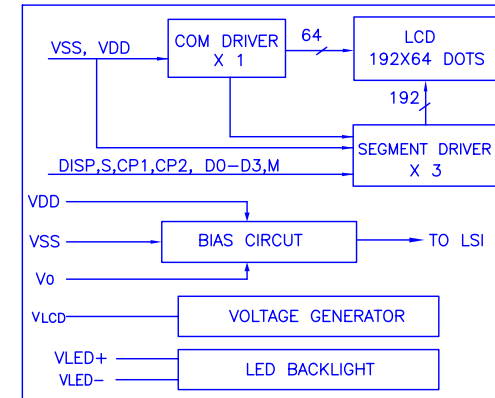 VSS, VDD
COM DRIVER
X 1
64
LCD
192X64 DOTS
192
SEGMENT DRIVER
X 3
DISP,S,CP1,CP2, D0-D3,M
VDD
VSS
Vo
BIAS CIRCUT
TO LSI
VLCD
VOLTAGE GENERATOR
VLED+
VLED-
LED BACKLIGHT